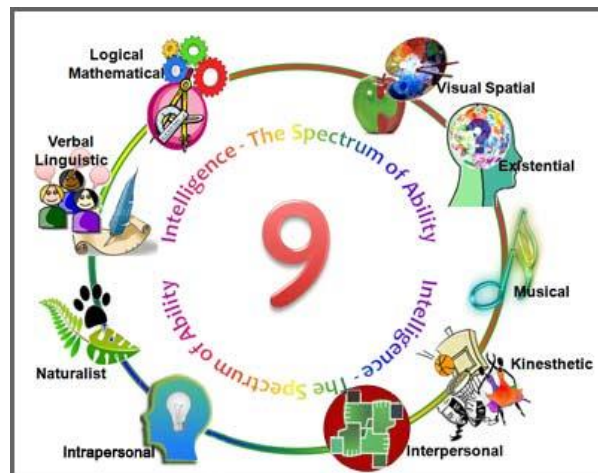 Logical
Mathematical
Visual Spatial
Verbal
Linguistic
Intelligence - The Spectrum of Ability
?
Existential
9
Musical
Naturalist
Intelligence - The Spectrum of Ability
Kinesthetic
Intrapersonal
Interpersonal